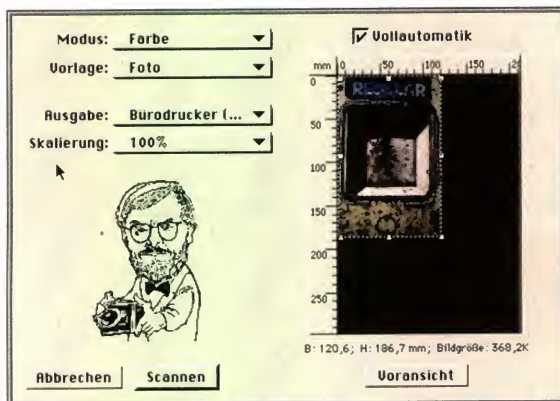 Modus: Farbe
Vorlage: Foto
Ausgabe: Bürodrucker (...
Skalierung: 100%
Abbrechen
Scannen
Vollautomatik
mm 0 50 100 150
0
50
100
150
200
250
B: 120,6; H: 186,7 mm; Bildgröße: 368,2K
Voransicht